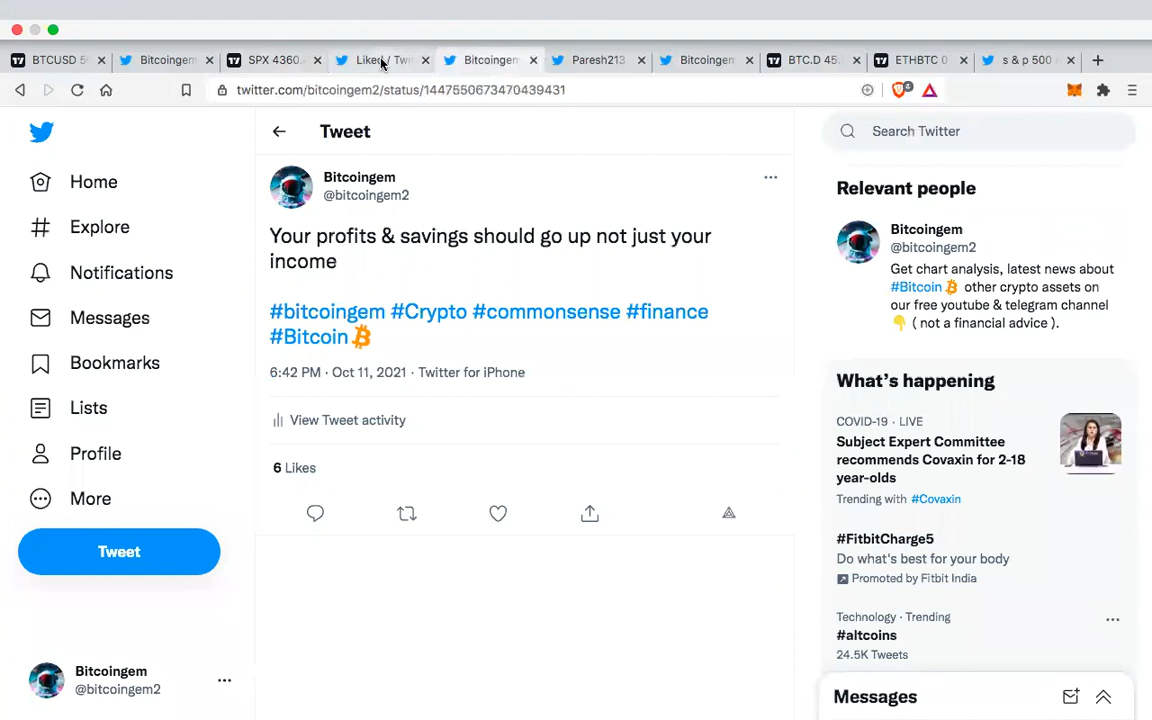 BTCUSD 5
Bitcoingem
SPX 4360.
Liked / Twi
Bitcoingem
Paresh213
Bitcoingem
BTC.D 45.
ETHBTC 0
s & p 500
twitter.com/bitcoingem2/status/1447550673470439431
Tweet
Search Twitter
Home
Explore
Notifications
Messages
Bookmarks
Lists
Profile
More
Tweet
Bitcoingem
@bitcoingem2
Bitcoingem
@bitcoingem2
Your profits & savings should go up not just your
income
#bitcoingem #Crypto #commonsense #finance
#Bitcoin
6:42 PM · Oct 11, 2021 · Twitter for iPhone
View Tweet activity
6 Likes
Relevant people
Bitcoingem
@bitcoingem2
Get chart analysis, latest news about
#Bitcoin other crypto assets on
our free youtube & telegram channel
( not a financial advice ).
What's happening
COVID-19 · LIVE
Subject Expert Committee
recommends Covaxin for 2-18
year-olds
Trending with #Covaxin
#FitbitCharge5
Do what's best for your body
Promoted by Fitbit India
Technology · Trending
#altcoins
24.5K Tweets
Messages